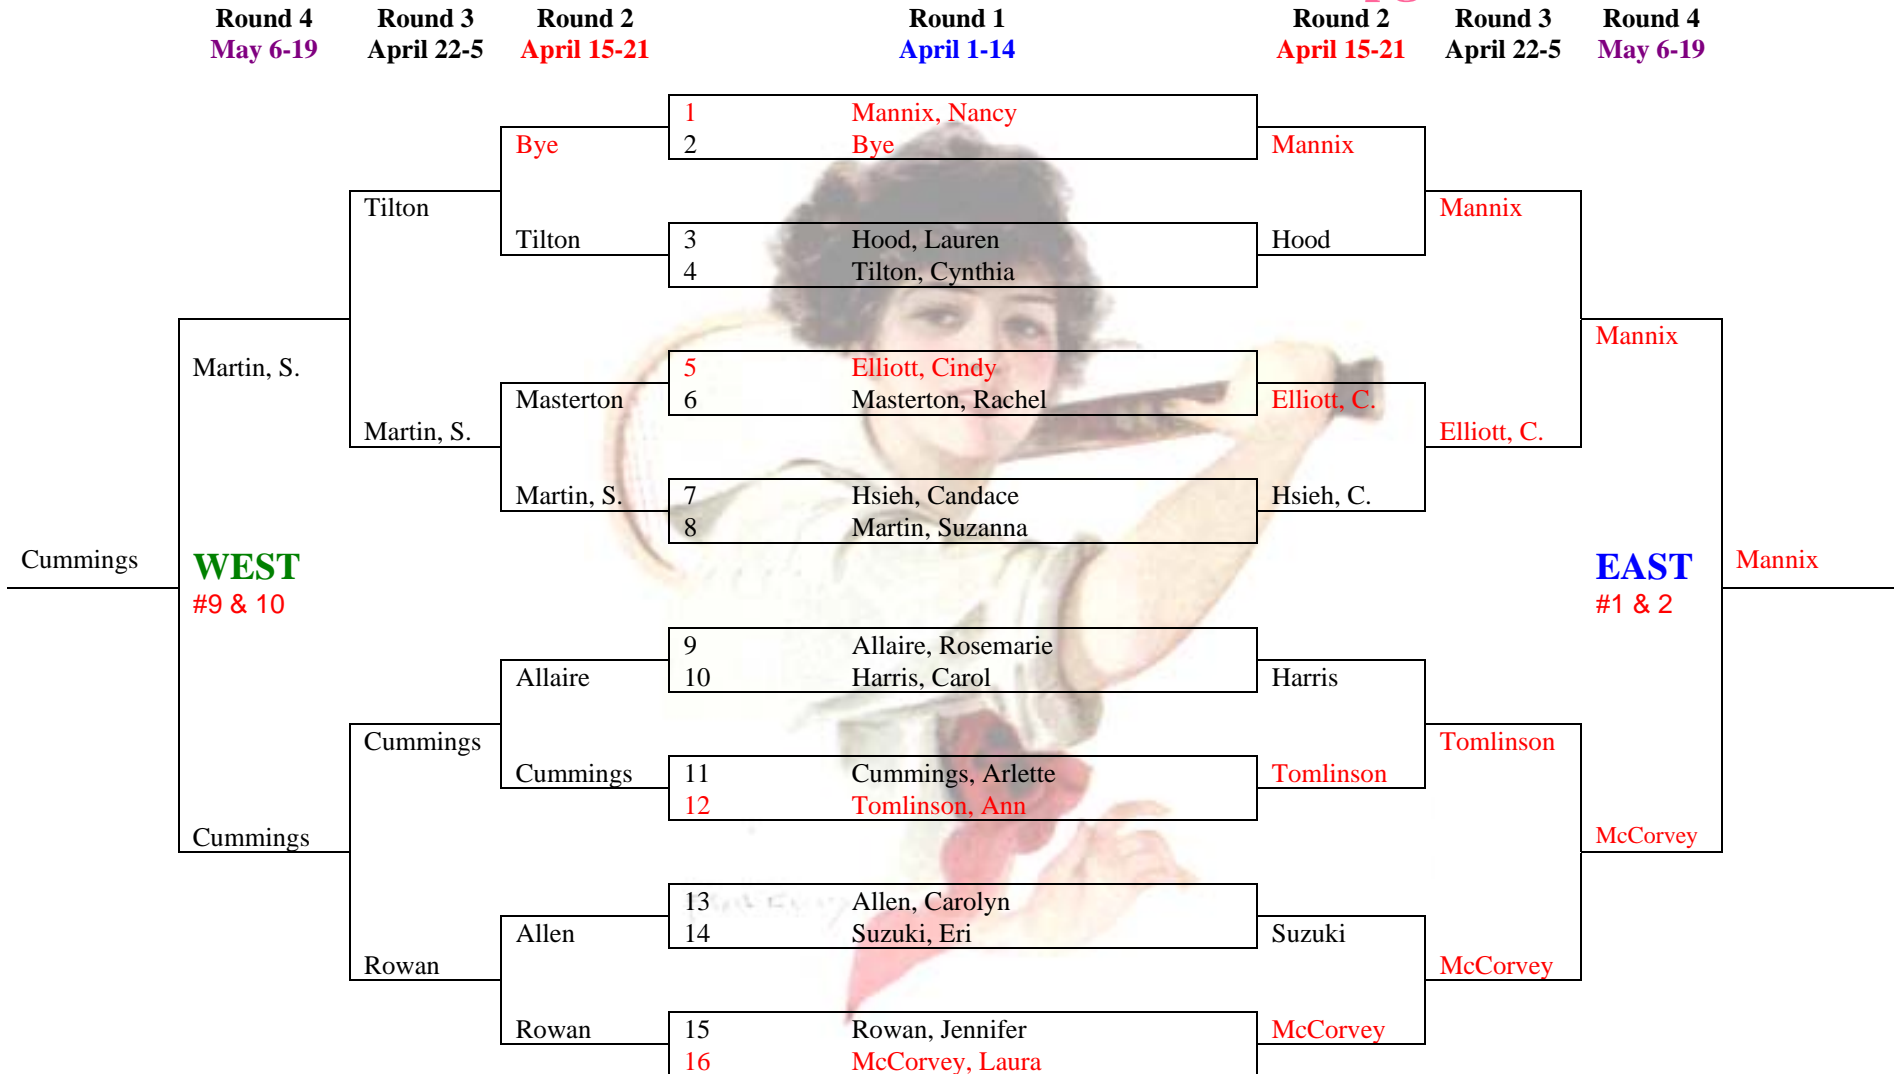 Round 4 Round 3 Round 2 Round 1 Round 2 Round 3 Round 4
May 6-19 April 22-5 April 15-21 April 1-14 April 15-21 April 22-5 May 6-19
1 Mannix, Nancy
Bye 2 Bye Mannix
Tilton Mannix
Tilton 3 Hood, Lauren Hood
4 Tilton, Cynthia
Mannix
Martin, S. 5 Elliott, Cindy
Masterton 6 Masterton, Rachel Elliott, C.
Martin, S. Elliott, C.
Martin, S. 7 Hsieh, Candace Hsieh, C.
8 Martin, Suzanna
Cummings WEST EAST Mannix
#9 & 10 #1 & 2
9 Allaire, Rosemarie
Allaire 10 Harris, Carol Harris
Cummings Tomlinson
Cummings 11 Cummings, Arlette Tomlinson
12 Tomlinson, Ann
Cummings McCorvey
13 Allen, Carolyn
Allen 14 Suzuki, Eri Suzuki
Rowan McCorvey
Rowan 15 Rowan, Jennifer McCorvey
16 McCorvey, Laura